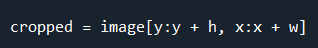 cropped = image[y:y + h, x:x + w]